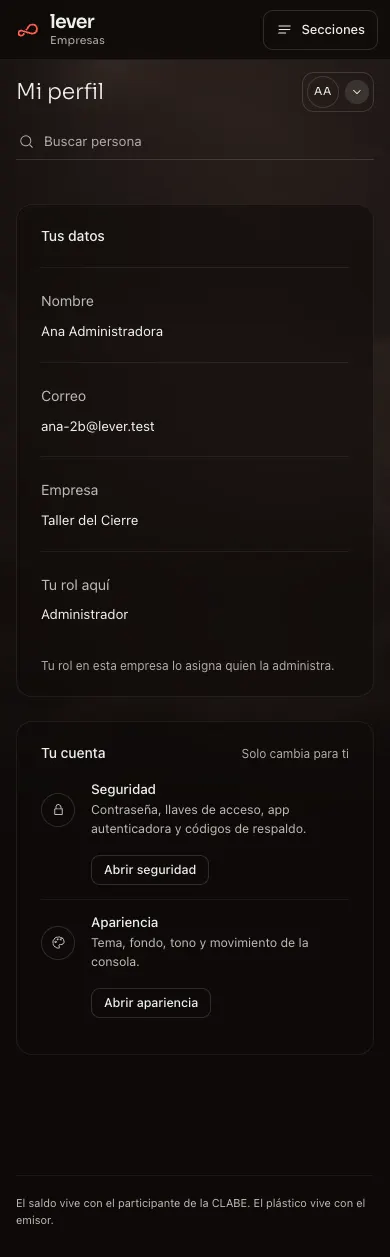 lever
Empresas
Secciones
Mi perfil
AA
Buscar persona
Tus datos
Nombre
Ana Administradora
Correo
ana-2b@lever.test
Empresa
Taller del Cierre
Tu rol aquí
Administrador
Tu rol en esta empresa lo asigna quien la administra.
Tu cuenta
Solo cambia para ti
Seguridad
Contraseña, llaves de acceso, app
autenticadora y códigos de respaldo.
Abrir seguridad
Apariencia
Tema, fondo, tono y movimiento de la
consola.
Abrir apariencia
El saldo vive con el participante de la CLABE. El plástico vive con el
emisor.